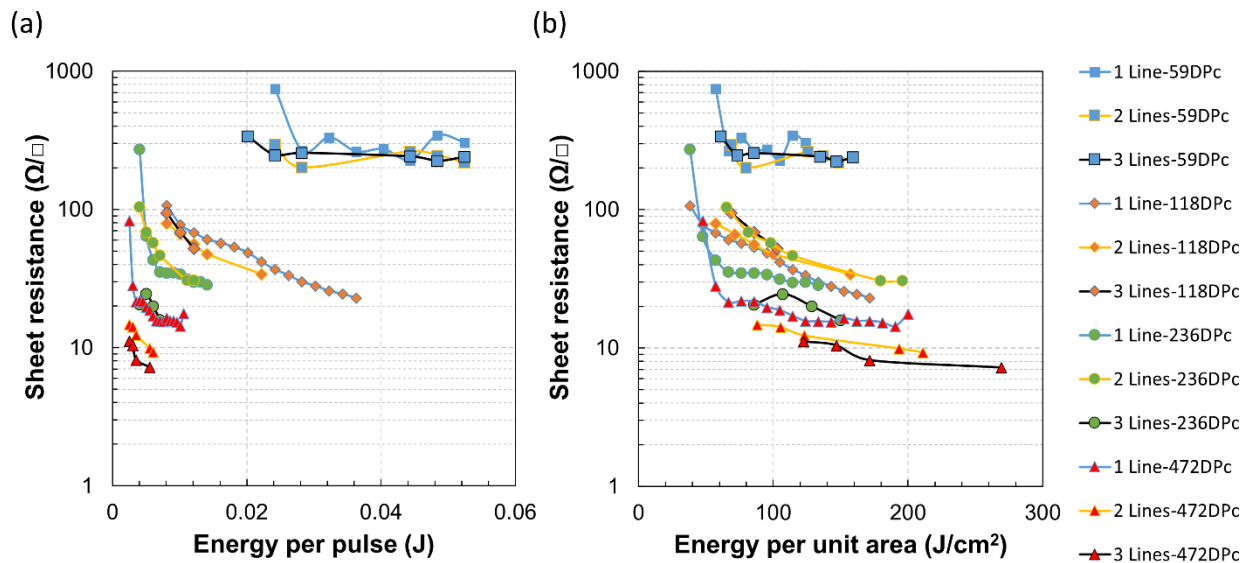 (a)
(b)
1000
100
10
1
0
0.02
0.04
0.06
Sheet resistance (Ω/□)
Energy per pulse (J)
1000
100
10
1
0
100
200
300
Sheet resistance (Ω/□)
Energy per unit area (J/cm²)
1 Line-59DPc
2 Lines-59DPc
3 Lines-59DPc
1 Line-118DPc
2 Lines-118DPc
3 Lines-118DPc
1 Line-236DPc
2 Lines-236DPc
3 Lines-236DPc
1 Line-472DPc
2 Lines-472DPc
3 Lines-472DPc